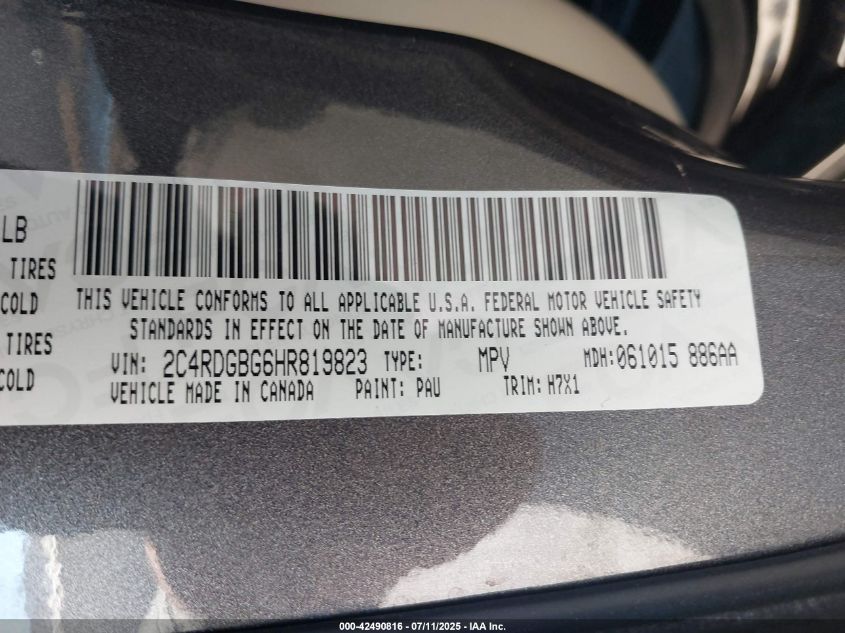 LB
TIRES
COLD
TIRES
COLD
THIS VEHICLE CONFORMS TO ALL APPLICABLE U.S.A. FEDERAL MOTOR VEHICLE SAFETY
STANDARDS IN EFFECT ON THE DATE OF MANUFACTURE SHOWN ABOVE.
VIN: 2C4RDGBG6HR819823 TYPE: MPV MDH:061015 886AA
VEHICLE MADE IN CANADA PAINT: PAU TRIM: H7X1
000-42490816 - 07/11/2025 - IAA Inc.